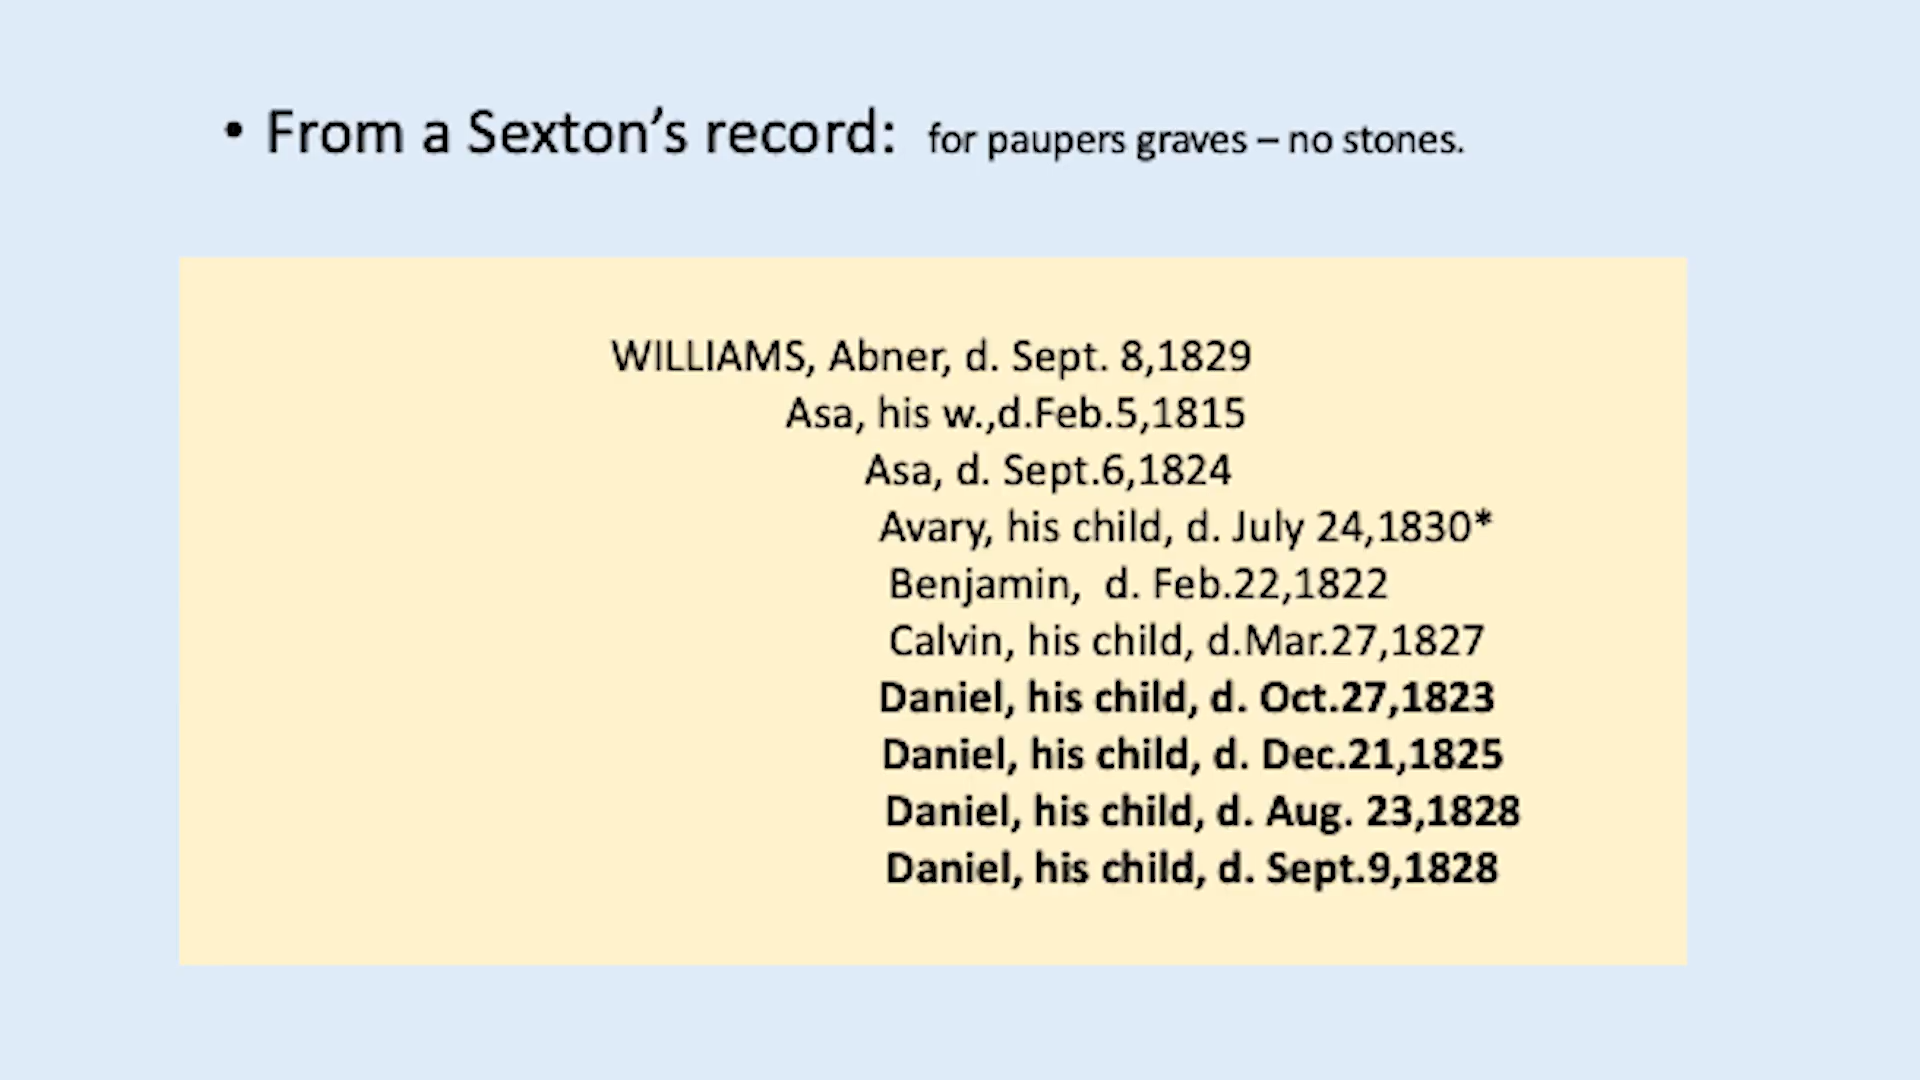 • From a Sexton’s record: for paupers graves – no stones.
WILLIAMS, Abner, d. Sept. 8,1829
Asa, his w.,d.Feb.5,1815
Asa, d. Sept.6,1824
Avary, his child, d. July 24,1830*
Benjamin, d. Feb.22,1822
Calvin, his child, d.Mar.27,1827
Daniel, his child, d. Oct.27,1823
Daniel, his child, d. Dec.21,1825
Daniel, his child, d. Aug. 23,1828
Daniel, his child, d. Sept.9,1828